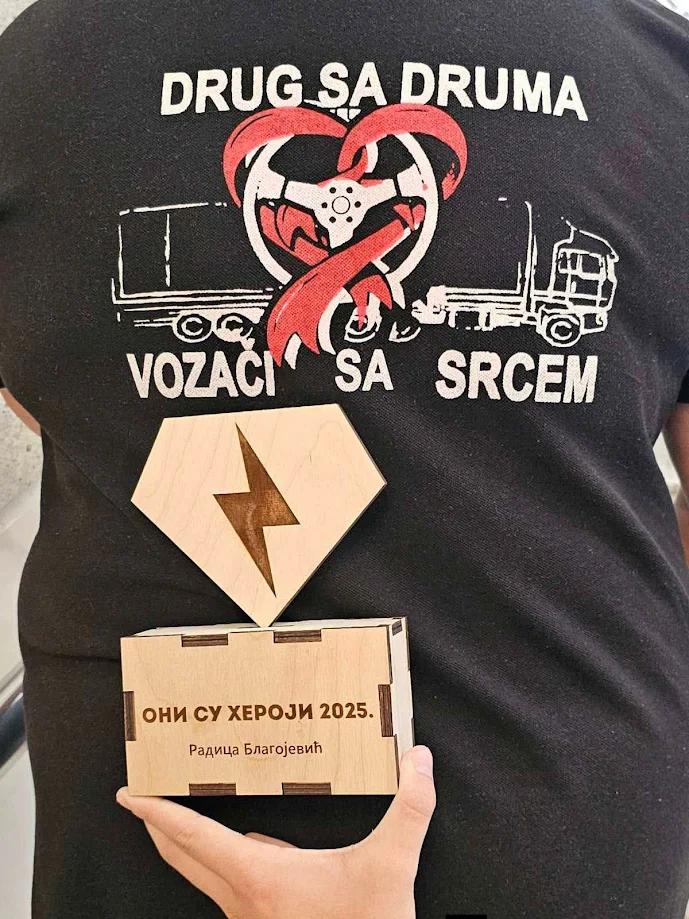 DRUG SA DRUMA
VOZAČI SA SRCEM
ОНИ СУ ХЕРОЈИ 2025.
Радица Благојевић